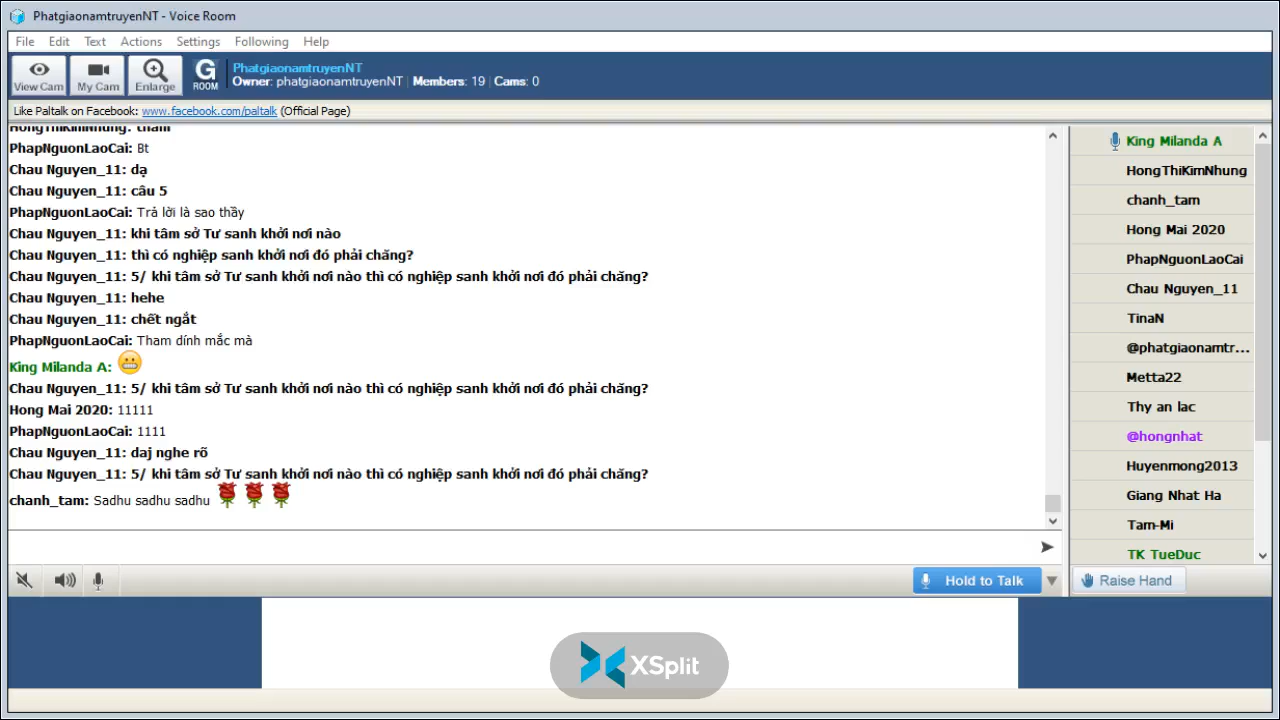 PhatgiaonamtruyenNT - Voice Room
File Edit Text Actions Settings Following Help
View Cam My Cam Enlarge G ROOM
PhatgiaonamtruyenNT
Owner: phatgiaonamtruyenNT | Members: 19 | Cams: 0
Like Paltalk on Facebook: www.facebook.com/paltalk (Official Page)
HongThiKimNhung: tham
PhapNguonLaoCai: Bt
Chau Nguyen_11: dạ
Chau Nguyen_11: câu 5
PhapNguonLaoCai: Trả lời là sao thầy
Chau Nguyen_11: khi tâm sở Tư sanh khởi nơi nào
Chau Nguyen_11: thì có nghiệp sanh khởi nơi đó phải chăng?
Chau Nguyen_11: 5/ khi tâm sở Tư sanh khởi nơi nào thì có nghiệp sanh khởi nơi đó phải chăng?
Chau Nguyen_11: hehe
Chau Nguyen_11: chết ngắt
PhapNguonLaoCai: Tham dính mắc mà
King Milanda A:
Chau Nguyen_11: 5/ khi tâm sở Tư sanh khởi nơi nào thì có nghiệp sanh khởi nơi đó phải chăng?
Hong Mai 2020: 11111
PhapNguonLaoCai: 1111
Chau Nguyen_11: daj nghe rõ
Chau Nguyen_11: 5/ khi tâm sở Tư sanh khởi nơi nào thì có nghiệp sanh khởi nơi đó phải chăng?
chanh_tam: Sadhu sadhu sadhu
King Milanda A
HongThiKimNhung
chanh_tam
Hong Mai 2020
PhapNguonLaoCai
Chau Nguyen_11
TinaN
@phatgiaonamtr...
Metta22
Thy an lac
@hongnhat
Huyenmong2013
Giang Nhat Ha
Tam-Mi
TK TueDuc
Hold to Talk
Raise Hand
XSplit